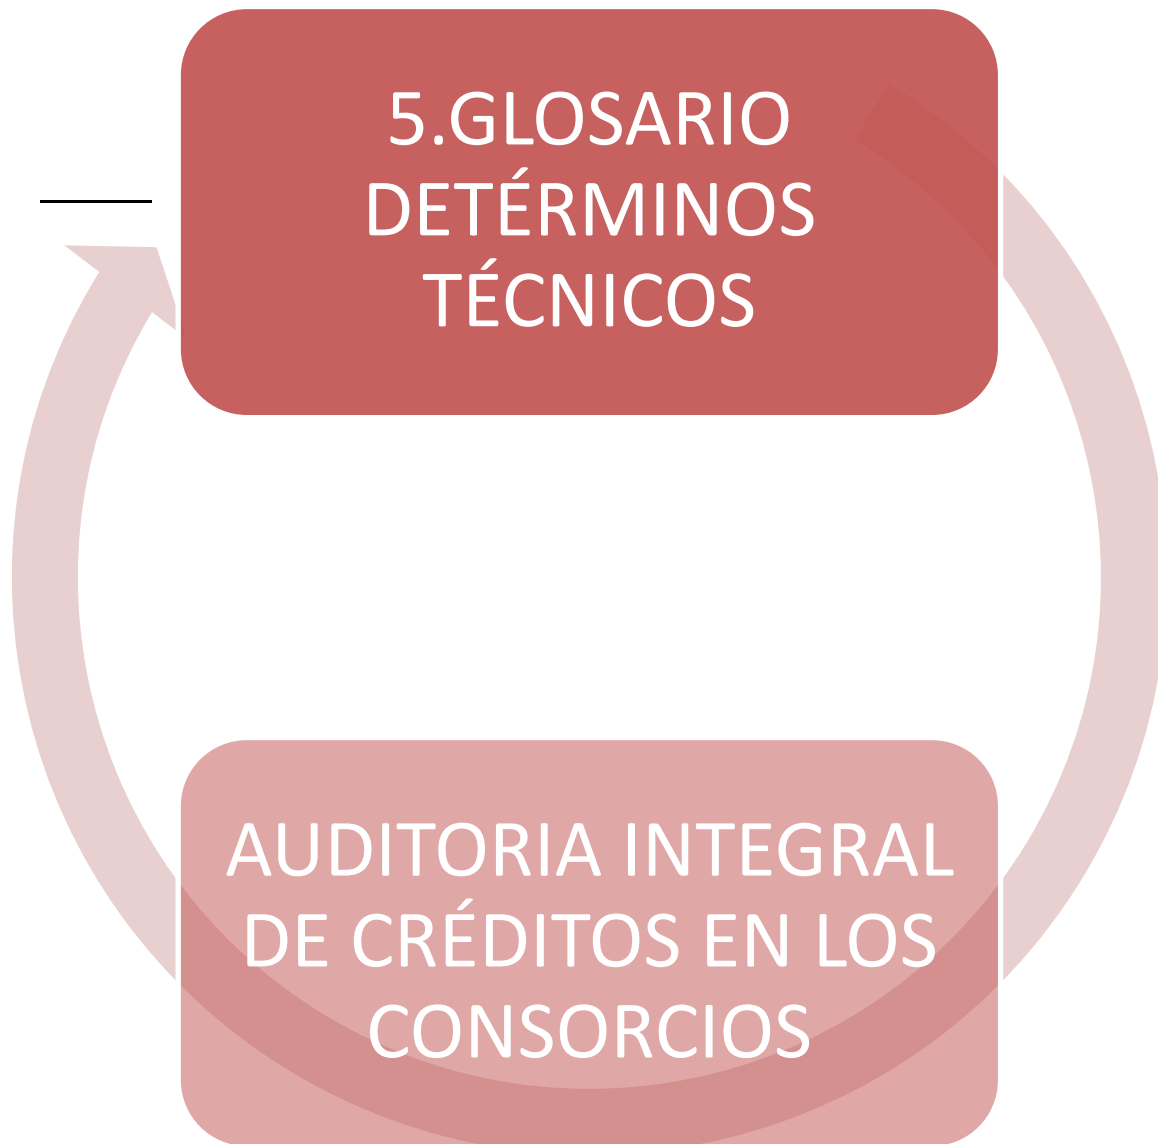 5.GLOSARIO
DETÉRMINOS
TÉCNICOS
AUDITORIA INTEGRAL
DE CRÉDITOS EN LOS
CONSORCIOS